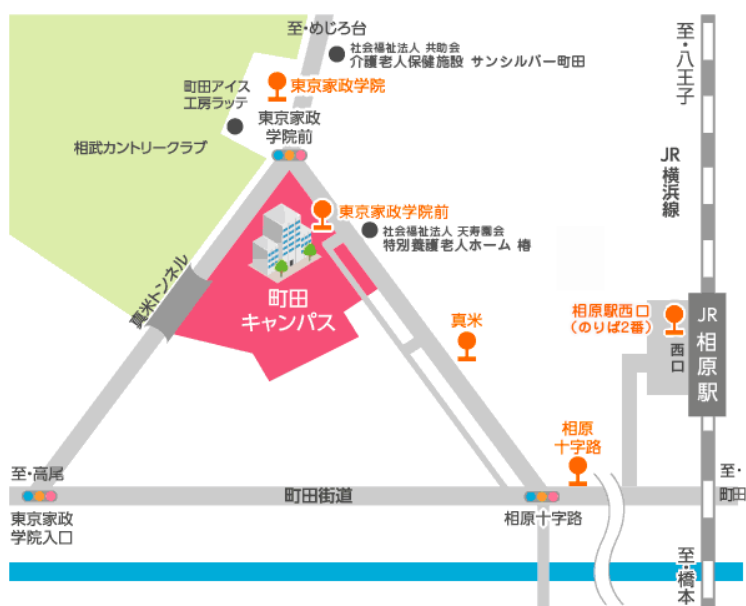 至・めじろ台
社会福祉法人 共助会
介護老人保健施設 サンシルバー町田
東京家政学院
町田アイス
工房ラッテ
東京家政
学院前
相武カントリークラブ
至・八王子
JR
横浜線
東京家政学院前
社会福祉法人 天寿園会
特別養護老人ホーム 椿
真米トンネル
町田
キャンパス
真米
相原駅西口
(のりば2番)
西口
JR
相原駅
相原
十字路
至・高尾
町田街道
至・
町田
東京家政
学院入口
相原十字路
至・橋本